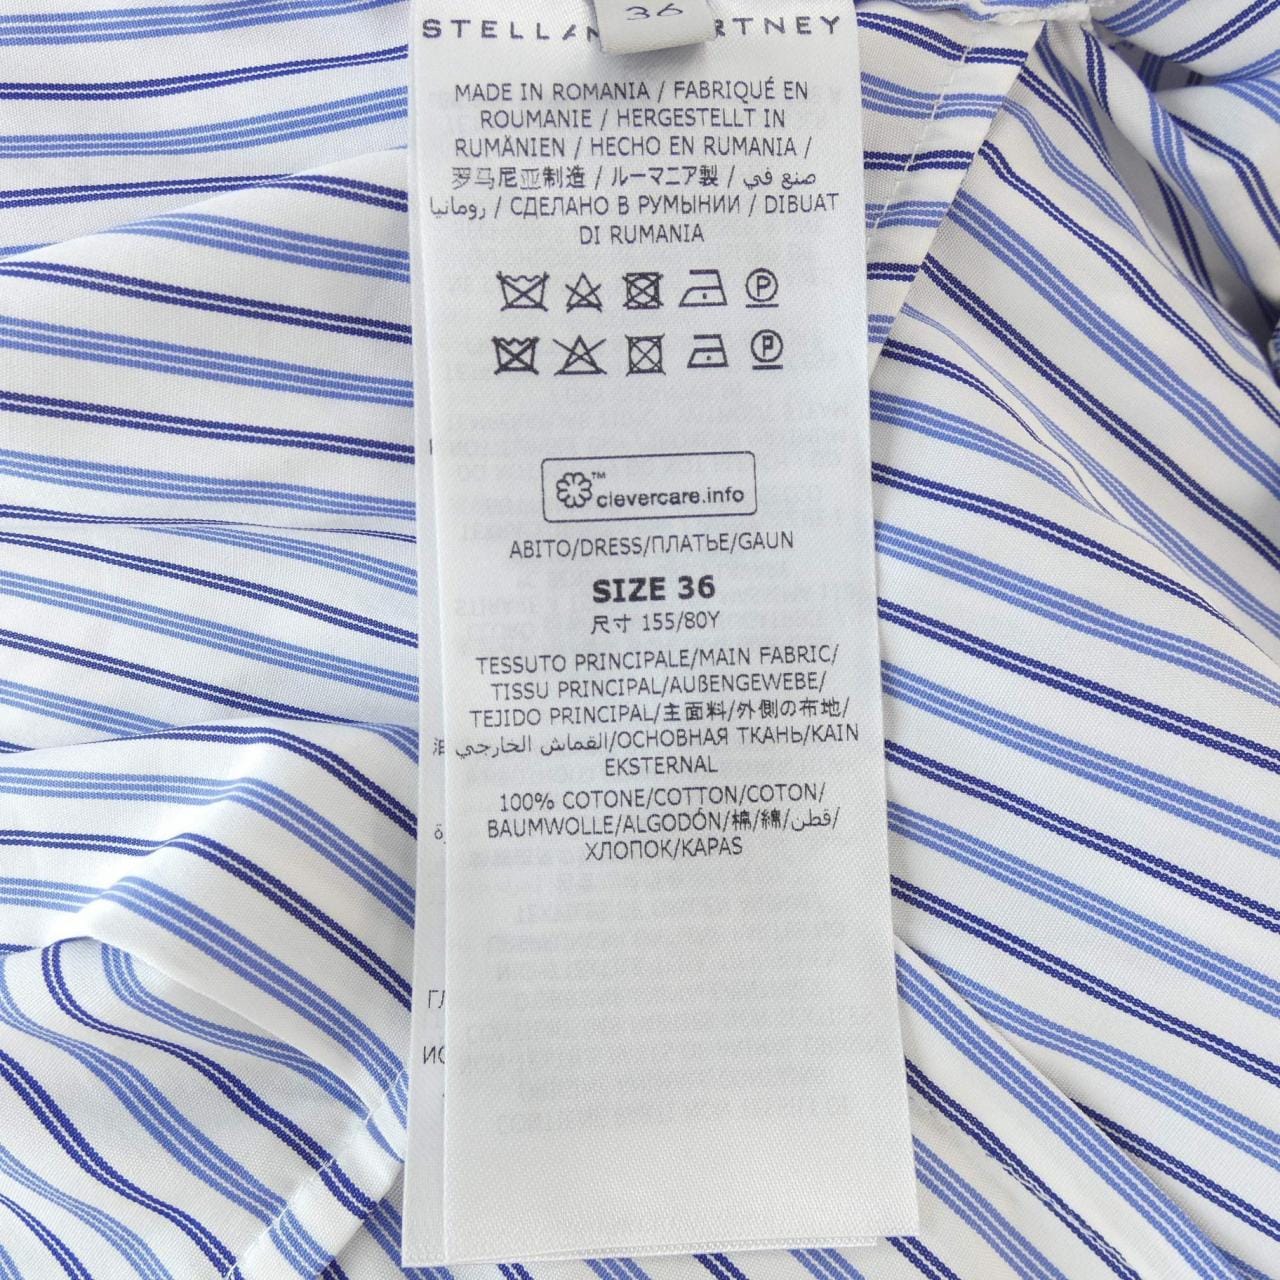 36
STELLA RTNEY
MADE IN ROMANIA / FABRIQUÉ EN
ROUMANIE / HERGESTELLT IN
RUMÄNIEN / HECHO EN RUMANIA /
罗马尼亚制造 / ルーマニア製 / صنع في
رومانيا / СДЕЛАНО В РУМЫНИИ / DIBUAT
DI RUMANIA
P
P
™
clevercare.info
ABITO/DRESS/ПЛАТЬЕ/GAUN
SIZE 36
尺寸 155/80Y
TESSUTO PRINCIPALE/MAIN FABRIC/
TISSU PRINCIPAL/AUßENGEWEBE/
TEJIDO PRINCIPAL/主面料/外側の布地/
القماش الخارجي/ОСНОВНАЯ ТКАНЬ/KAIN
EKSTERNAL
100% COTONE/COTTON/COTON/
BAUMWOLLE/ALGODÓN/棉/綿/قطن/
ХЛОПОК/KAPAS